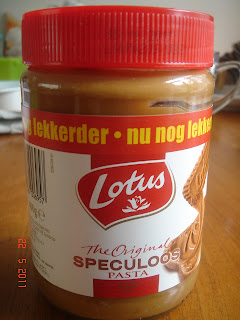 lekkerder • nu nog lekke
Lotus
The Original
SPECULOOS
PASTA
22 5 2011